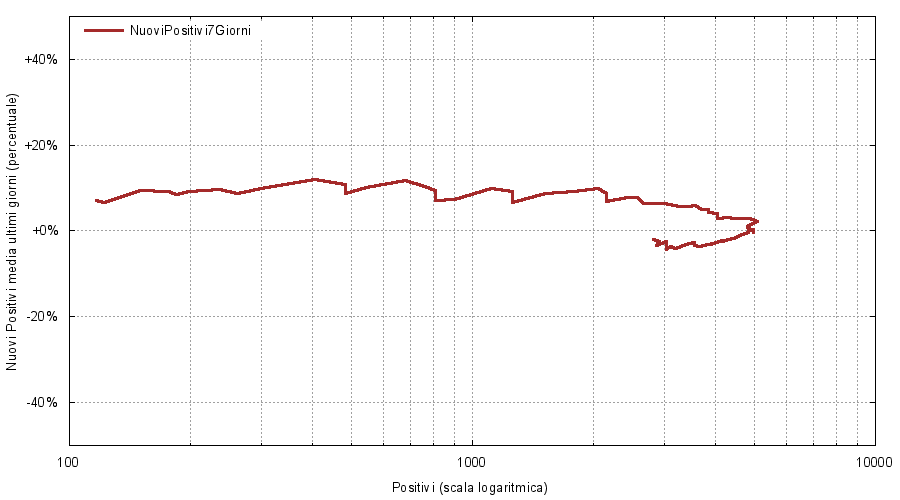 NuoviPositivi7Giorni
+40%
+20%
+0%
-20%
-40%
Nuovi Positivi media ultimi giorni (percentuale)
100 1000 10000
Positivi (scala logaritmica)